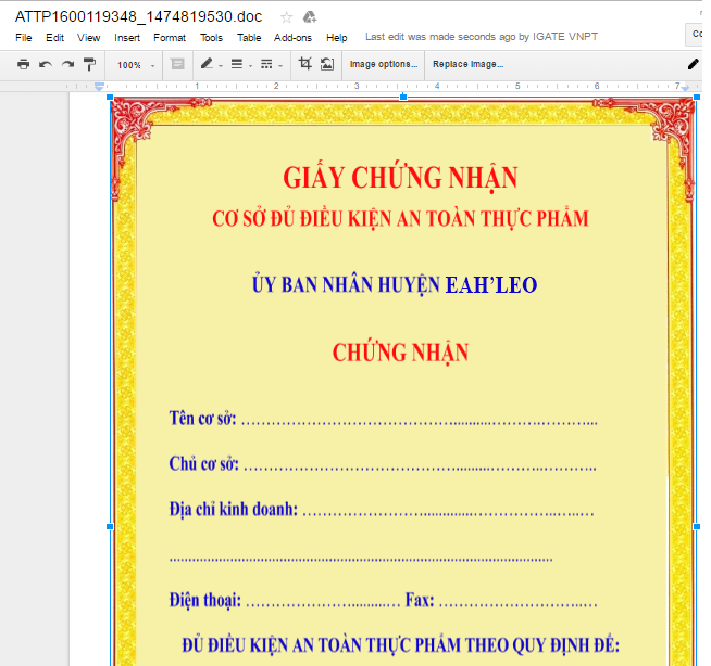 ATTP1600119348_1474819530.doc
File Edit View Insert Format Tools Table Add-ons Help Last edit was made seconds ago by IGATE VNPT
100% Image options... Replace image...
1 2 3 4 5 6 7
GIẤY CHỨNG NHẬN
CƠ SỞ ĐỦ ĐIỀU KIỆN AN TOÀN THỰC PHẨM
ỦY BAN NHÂN HUYỆN EAH'LEO
CHỨNG NHẬN
Tên cơ sở: ................................................................
Chủ cơ sở: ................................................................
Địa chỉ kinh doanh: ......................................................
................................................................................
Điện thoại: ............................ Fax: ............................
ĐỦ ĐIỀU KIỆN AN TOÀN THỰC PHẨM THEO QUY ĐỊNH ĐỂ: